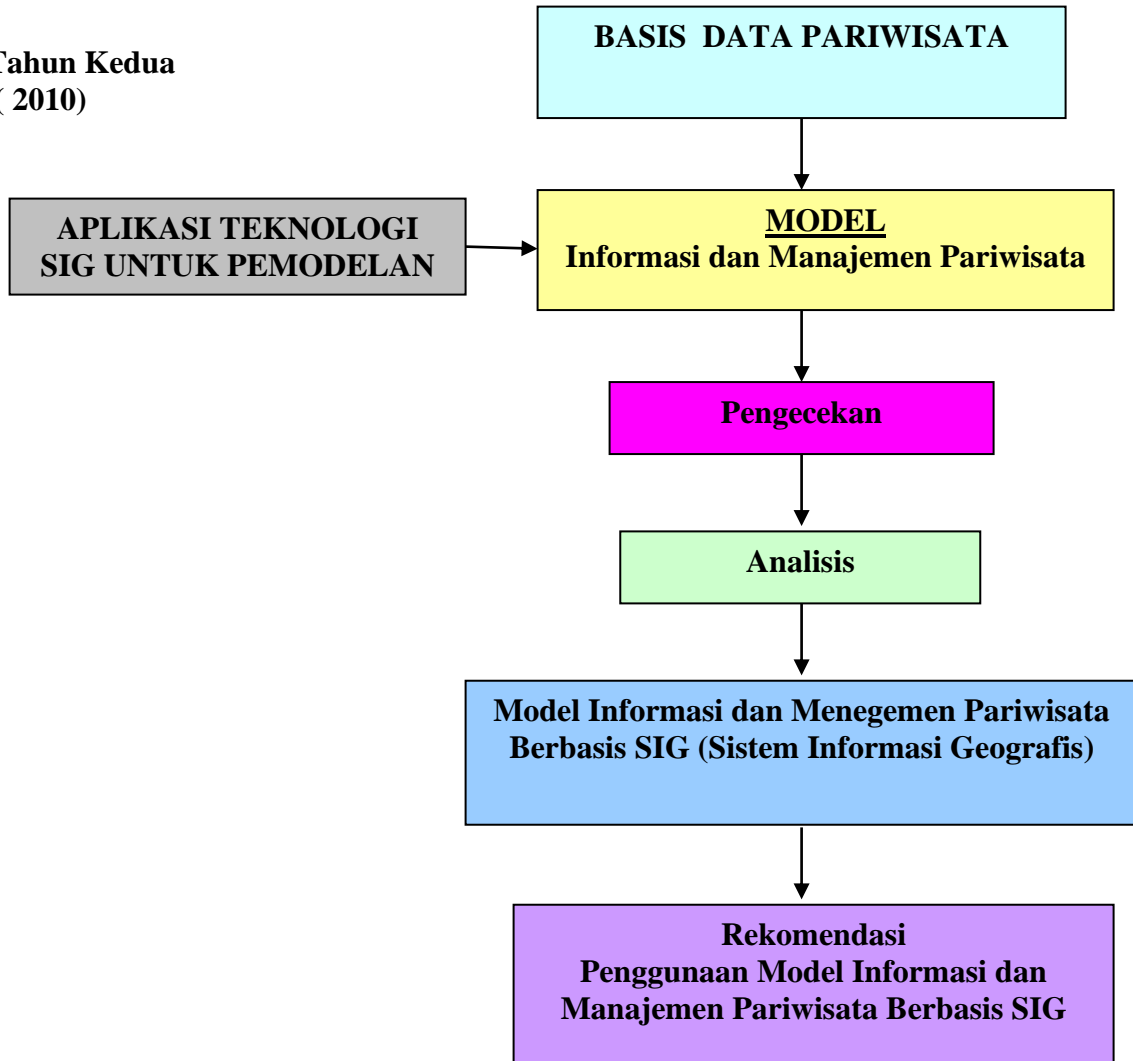 BASIS DATA PARIWISATA
Tahun Kedua
( 2010)
APLIKASI TEKNOLOGI
SIG UNTUK PEMODELAN
MODEL
Informasi dan Manajemen Pariwisata
Pengecekan
Analisis
Model Informasi dan Menegemen Pariwisata
Berbasis SIG (Sistem Informasi Geografis)
Rekomendasi
Penggunaan Model Informasi dan
Manajemen Pariwisata Berbasis SIG